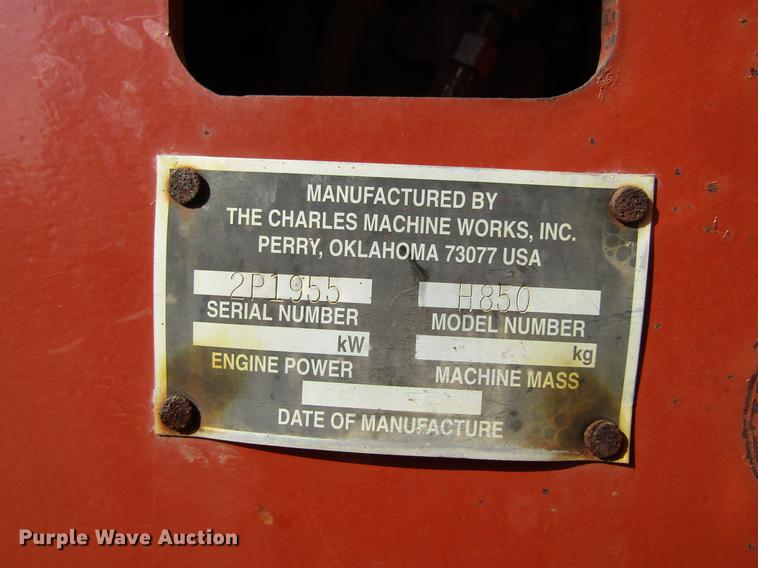 MANUFACTURED BY
THE CHARLES MACHINE WORKS, INC.
PERRY, OKLAHOMA 73077 USA
2P1955 H850
SERIAL NUMBER MODEL NUMBER
kW kg
ENGINE POWER MACHINE MASS
DATE OF MANUFACTURE
Purple Wave Auction